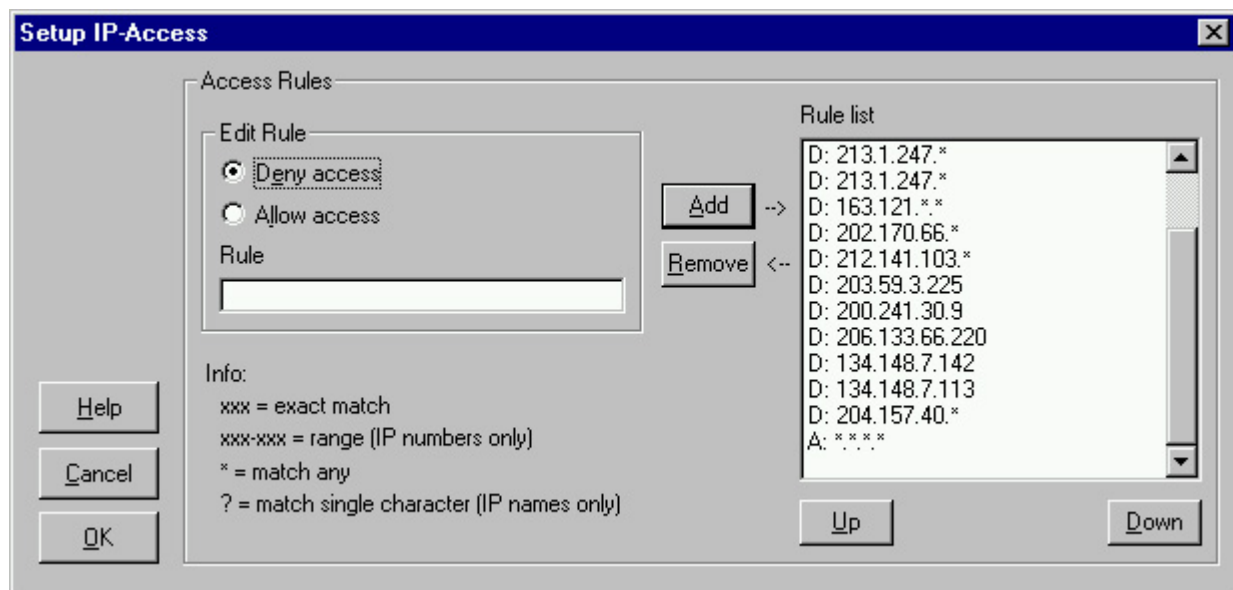 Setup IP-Access
Access Rules
Edit Rule
Deny access
Allow access
Rule
Add -->
Remove <--
Rule list
D: 213.1.247.*
D: 213.1.247.*
D: 163.121.*.*
D: 202.170.66.*
D: 212.141.103.*
D: 203.59.3.225
D: 200.241.30.9
D: 206.133.66.220
D: 134.148.7.142
D: 134.148.7.113
D: 204.157.40.*
A: *.*.*.*
Info:
xxx = exact match
xxx-xxx = range (IP numbers only)
* = match any
? = match single character (IP names only)
Help
Cancel
OK
Up
Down